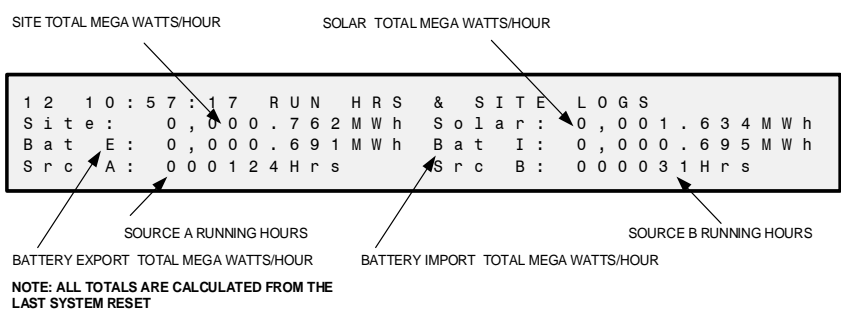 SITE TOTAL MEGA WATTS/HOUR
SOLAR TOTAL MEGA WATTS/HOUR
12 10:57:17 RUN HRS & SITE LOGS
Site: 0,000.762MWh Solar: 0,001.634MWh
Bat E: 0,000.691MWh Bat I: 0,000.695MWh
Src A: 000124Hrs Src B: 000031Hrs
SOURCE A RUNNING HOURS
SOURCE B RUNNING HOURS
BATTERY EXPORT TOTAL MEGA WATTS/HOUR
BATTERY IMPORT TOTAL MEGA WATTS/HOUR
NOTE: ALL TOTALS ARE CALCULATED FROM THE
LAST SYSTEM RESET